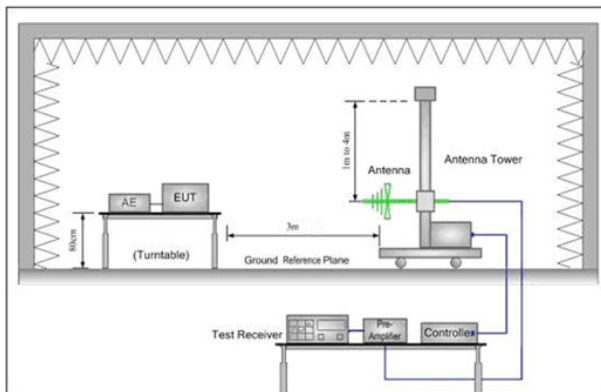 1m to 4m
Antenna
Antenna Tower
AE
EUT
80cm
(Turntable)
3m
Ground Reference Plane
Test Receiver
Pre-
Amplifier
Controller